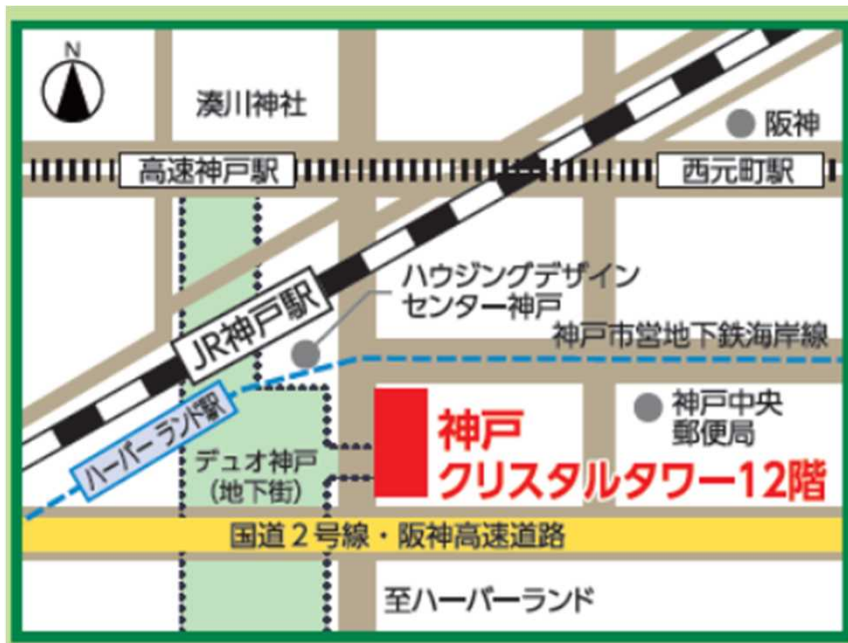 N
湊川神社
阪神
高速神戸駅
西元町駅
ハウジングデザイン
センター神戸
JR神戸駅
神戸市営地下鉄海岸線
ハーバーランド駅
神戸中央
郵便局
神戸
クリスタルタワー12階
デュオ神戸
(地下街)
国道2号線・阪神高速道路
至ハーバーランド